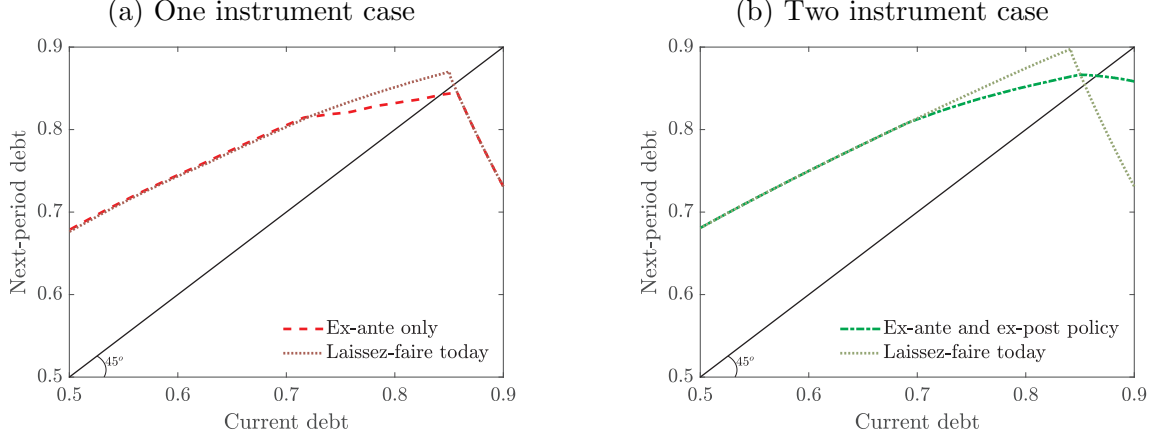 (a) One instrument case
0.9
0.8
0.7
0.6
0.5
Next-period debt
45º
Ex-ante only
Laissez-faire today
0.5 0.6 0.7 0.8 0.9
Current debt
(b) Two instrument case
0.9
0.8
0.7
0.6
0.5
Next-period debt
45º
Ex-ante and ex-post policy
Laissez-faire today
0.5 0.6 0.7 0.8 0.9
Current debt